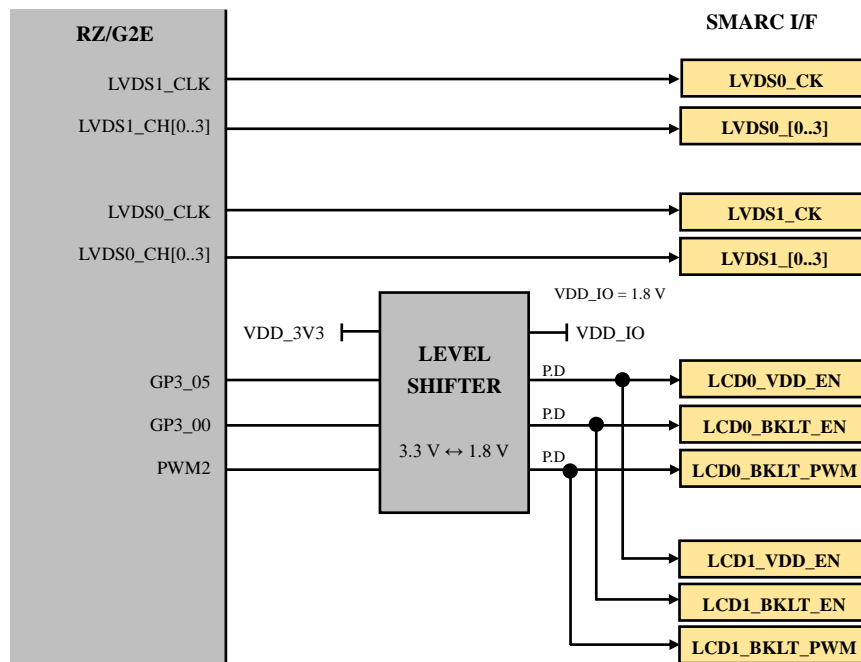 RZ/G2E
SMARC I/F
LVDS1_CLK
LVDS0_CK
LVDS1_CH[0..3]
LVDS0_[0..3]
LVDS0_CLK
LVDS1_CK
LVDS0_CH[0..3]
LVDS1_[0..3]
VDD_IO = 1.8 V
VDD_3V3
VDD_IO
LEVEL
SHIFTER
3.3 V ↔ 1.8 V
GP3_05
P.D
LCD0_VDD_EN
GP3_00
P.D
LCD0_BKLT_EN
PWM2
P.D
LCD0_BKLT_PWM
LCD1_VDD_EN
LCD1_BKLT_EN
LCD1_BKLT_PWM